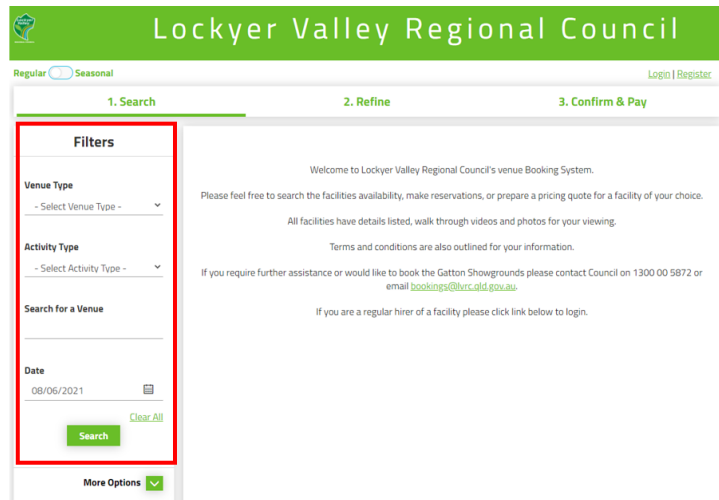 Lockyer Valley Regional Council
Regular Seasonal
Login | Register
1. Search
2. Refine
3. Confirm & Pay
Filters
Venue Type
- Select Venue Type -
Activity Type
- Select Activity Type -
Search for a Venue
Date
08/06/2021
Clear All
Search
More Options
Welcome to Lockyer Valley Regional Council's venue Booking System.
Please feel free to search the facilities availability, make reservations, or prepare a pricing quote for a facility of your choice.
All facilities have details listed, walk through videos and photos for your viewing.
Terms and conditions are also outlined for your information.
If you require further assistance or would like to book the Gatton Showgrounds please contact Council on 1300 00 5872 or
email bookings@lvrc.qld.gov.au.
If you are a regular hirer of a facility please click link below to login.